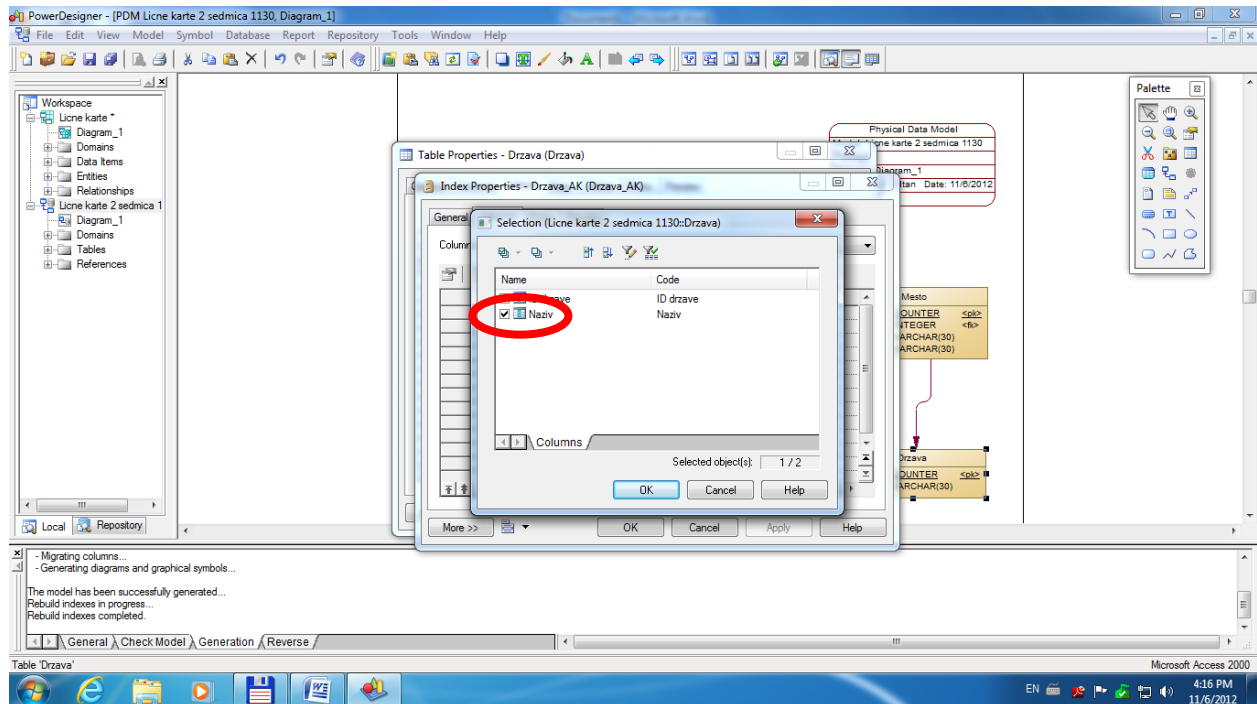 PowerDesigner - [PDM Licne karte 2 sedmica 1130, Diagram_1]
File Edit View Model Symbol Database Report Repository Tools Window Help
Workspace
Licne karte *
Diagram_1
Domains
Data Items
Entities
Relationships
Licne karte 2 sedmica 1
Diagram_1
Domains
Tables
References
Local Repository
Palette
Physical Data Model
karte 2 sedmica 1130
Diagram_1
Date: 11/6/2012
Table Properties - Drzava (Drzava)
Index Properties - Drzava_AK (Drzava_AK)
General
Selection (Licne karte 2 sedmica 1130::Drzava)
Name Code
ID drzave
Naziv Naziv
Columns
Selected object(s): 1 / 2
OK Cancel Help
More >> OK Cancel Apply Help
Mesto
<pk>
<fk>
Drzava
<pk>
- Migrating columns...
- Generating diagrams and graphical symbols...
The model has been successfully generated...
Rebuild indexes in progress...
Rebuild indexes completed.
General Check Model Generation Reverse
Table 'Drzava'
Microsoft Access 2000
EN
4:16 PM
11/6/2012